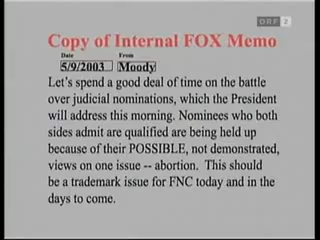 ORF 2
Copy of Internal FOX Memo
Date From
5/9/2003 Moody
Let's spend a good deal of time on the battle
over judicial nominations, which the President
will address this morning. Nominees who both
sides admit are qualified are being held up
because of their POSSIBLE, not demonstrated,
views on one issue -- abortion. This should
be a trademark issue for FNC today and in the
days to come.